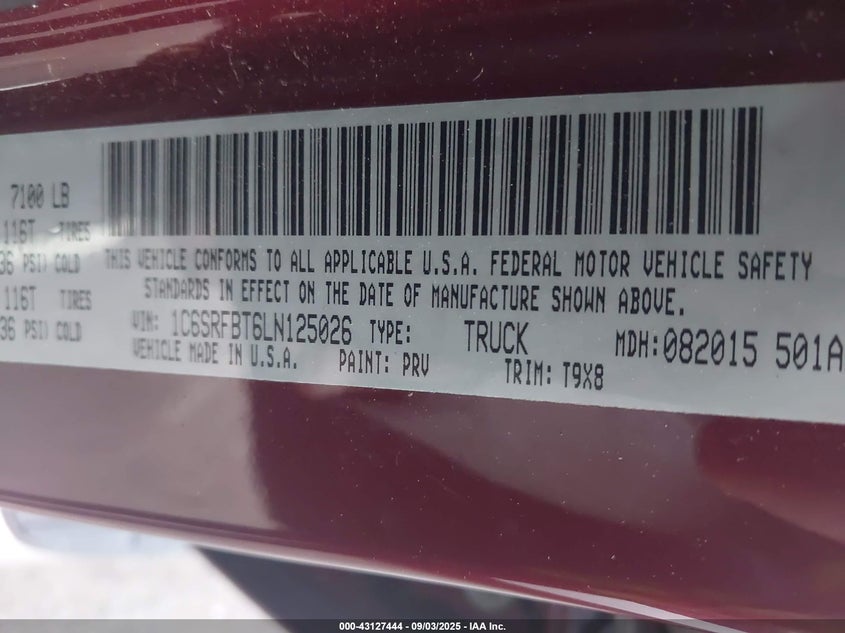 7100 LB
116T TIRES
36 PSI) COLD
116T TIRES
36 PSI) COLD
THIS VEHICLE CONFORMS TO ALL APPLICABLE U.S.A. FEDERAL MOTOR VEHICLE SAFETY
STANDARDS IN EFFECT ON THE DATE OF MANUFACTURE SHOWN ABOVE.
VIN: 1C6SRFBT6LN125026 TYPE: TRUCK MDH:082015 501A
VEHICLE MADE IN U.S.A. PAINT: PRV TRIM: T9X8
000-43127444 - 09/03/2025 - IAA Inc.